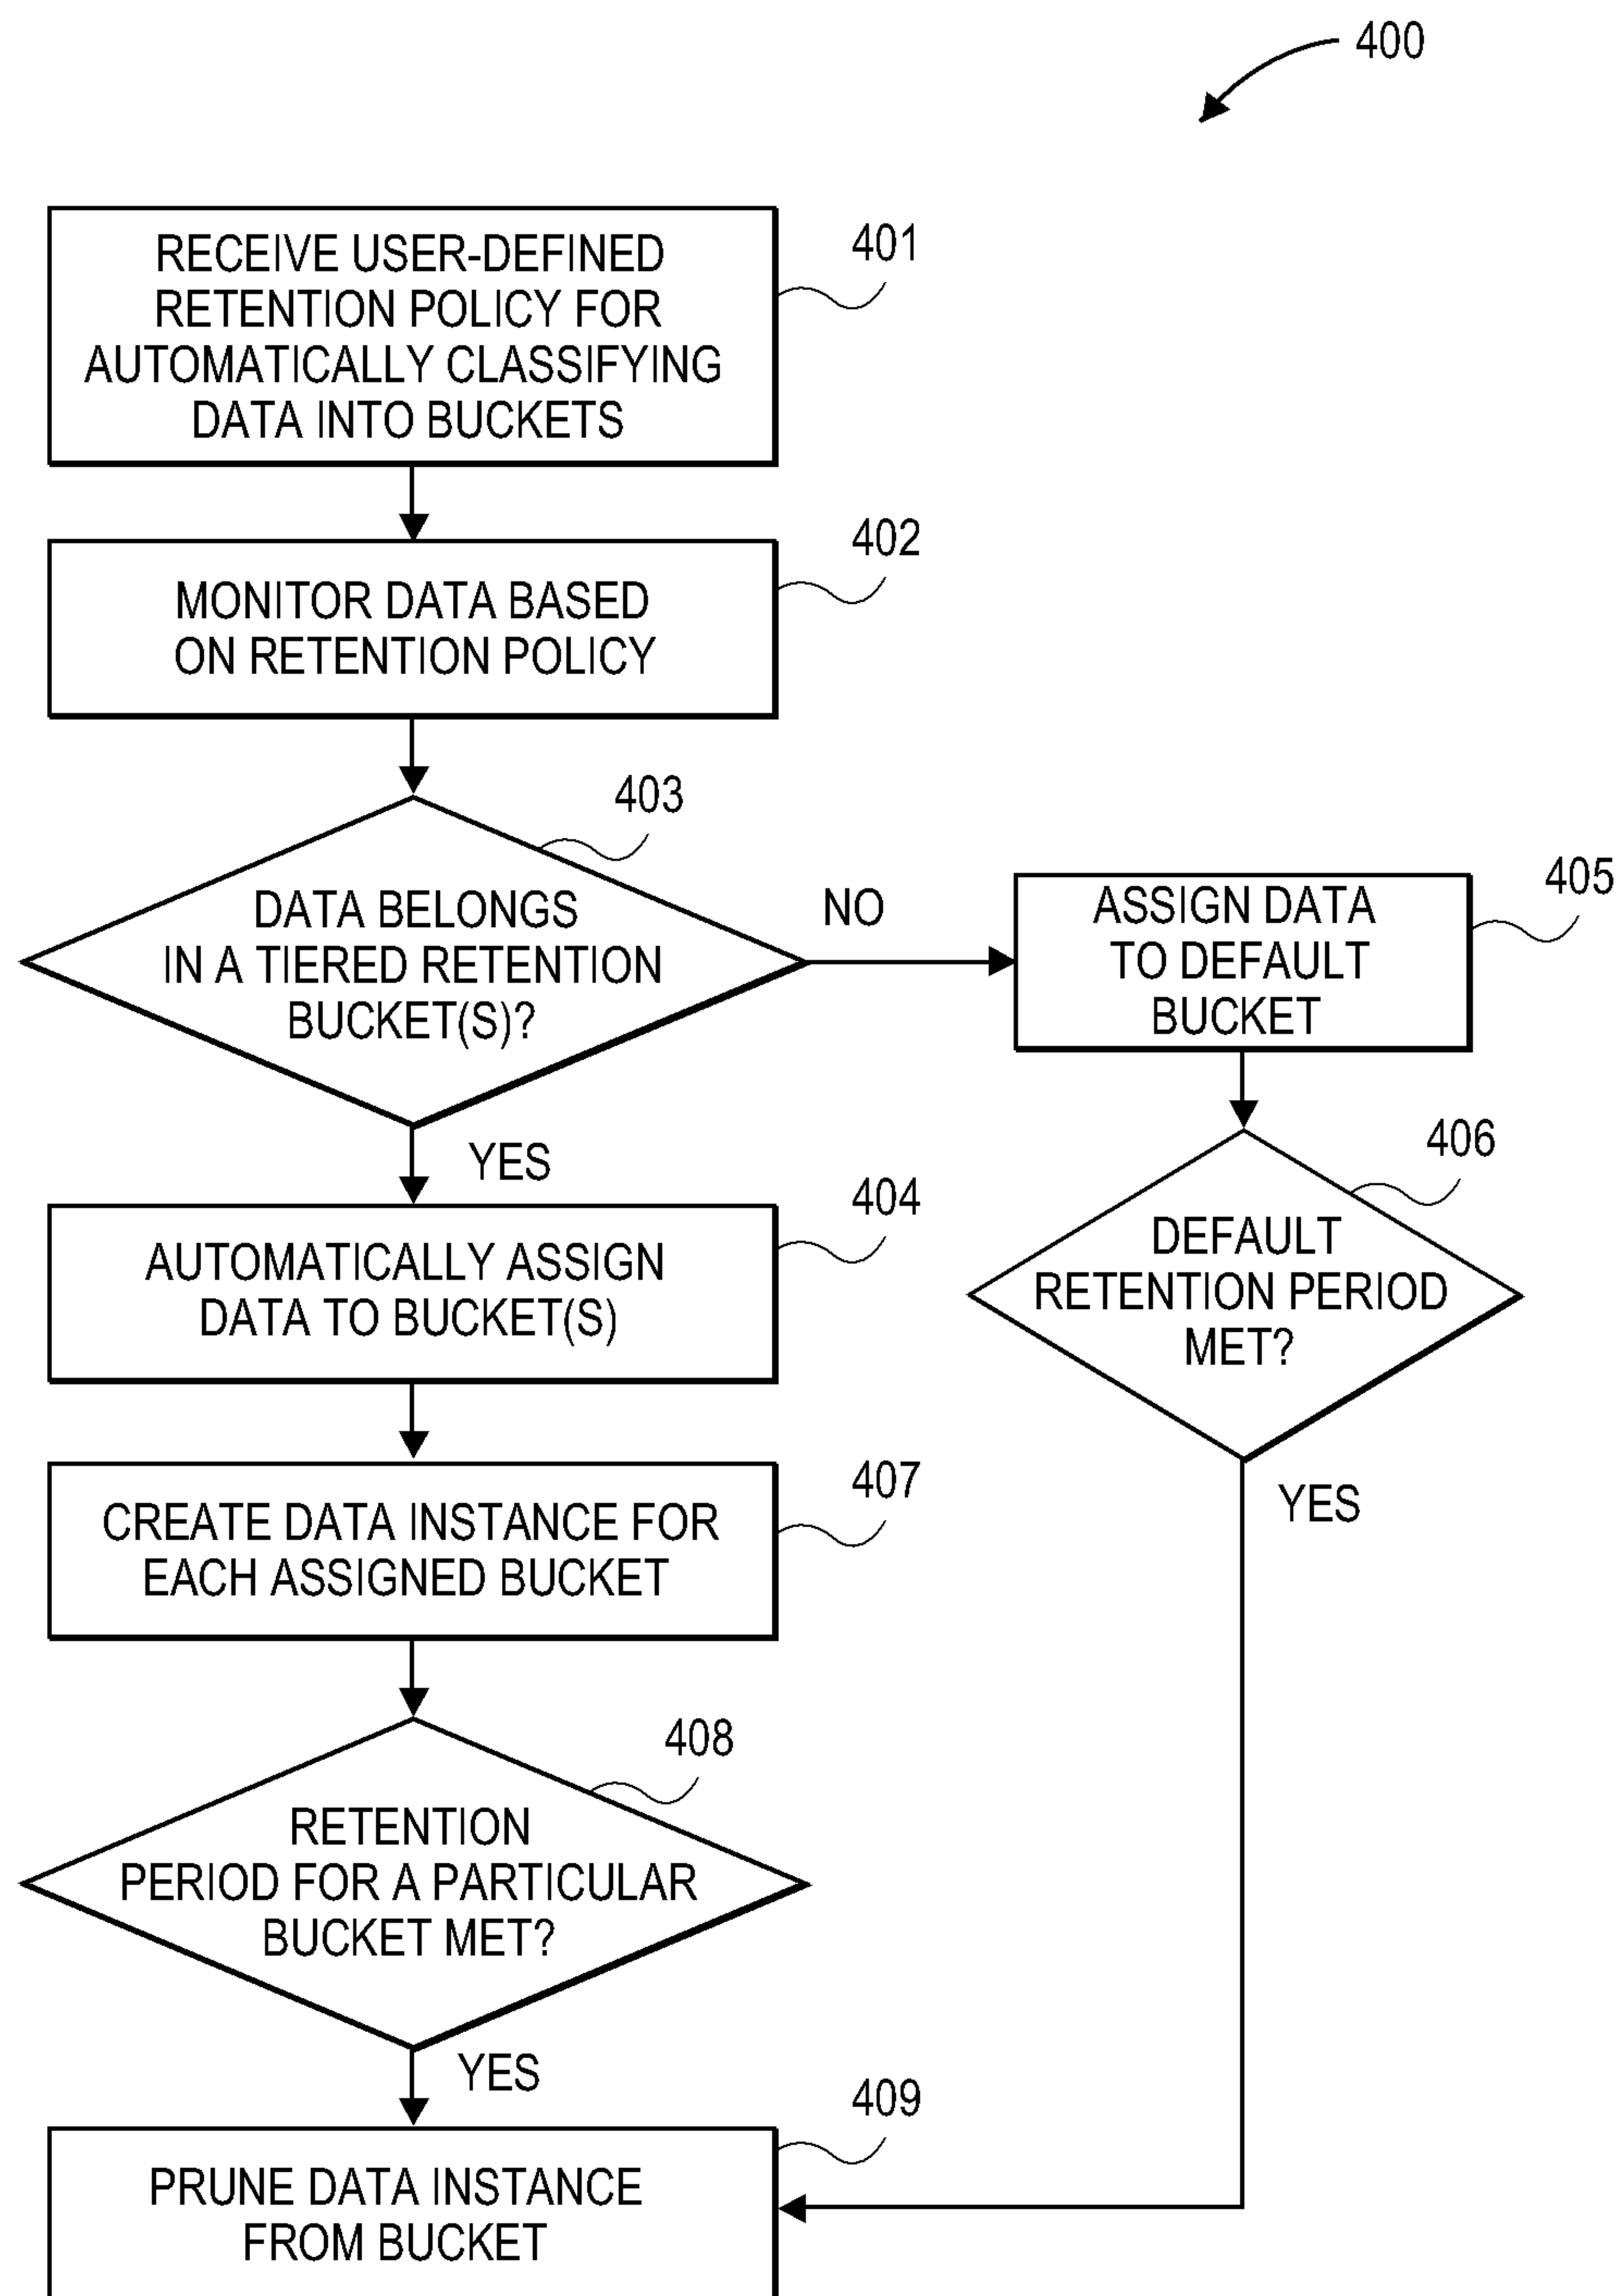 400
RECEIVE USER-DEFINED
RETENTION POLICY FOR
AUTOMATICALLY CLASSIFYING
DATA INTO BUCKETS
401
MONITOR DATA BASED
ON RETENTION POLICY
402
403
DATA BELONGS
IN A TIERED RETENTION
BUCKET(S)?
NO
YES
ASSIGN DATA
TO DEFAULT
BUCKET
405
406
DEFAULT
RETENTION PERIOD
MET?
YES
404
AUTOMATICALLY ASSIGN
DATA TO BUCKET(S)
407
CREATE DATA INSTANCE FOR
EACH ASSIGNED BUCKET
408
RETENTION
PERIOD FOR A PARTICULAR
BUCKET MET?
YES
409
PRUNE DATA INSTANCE
FROM BUCKET